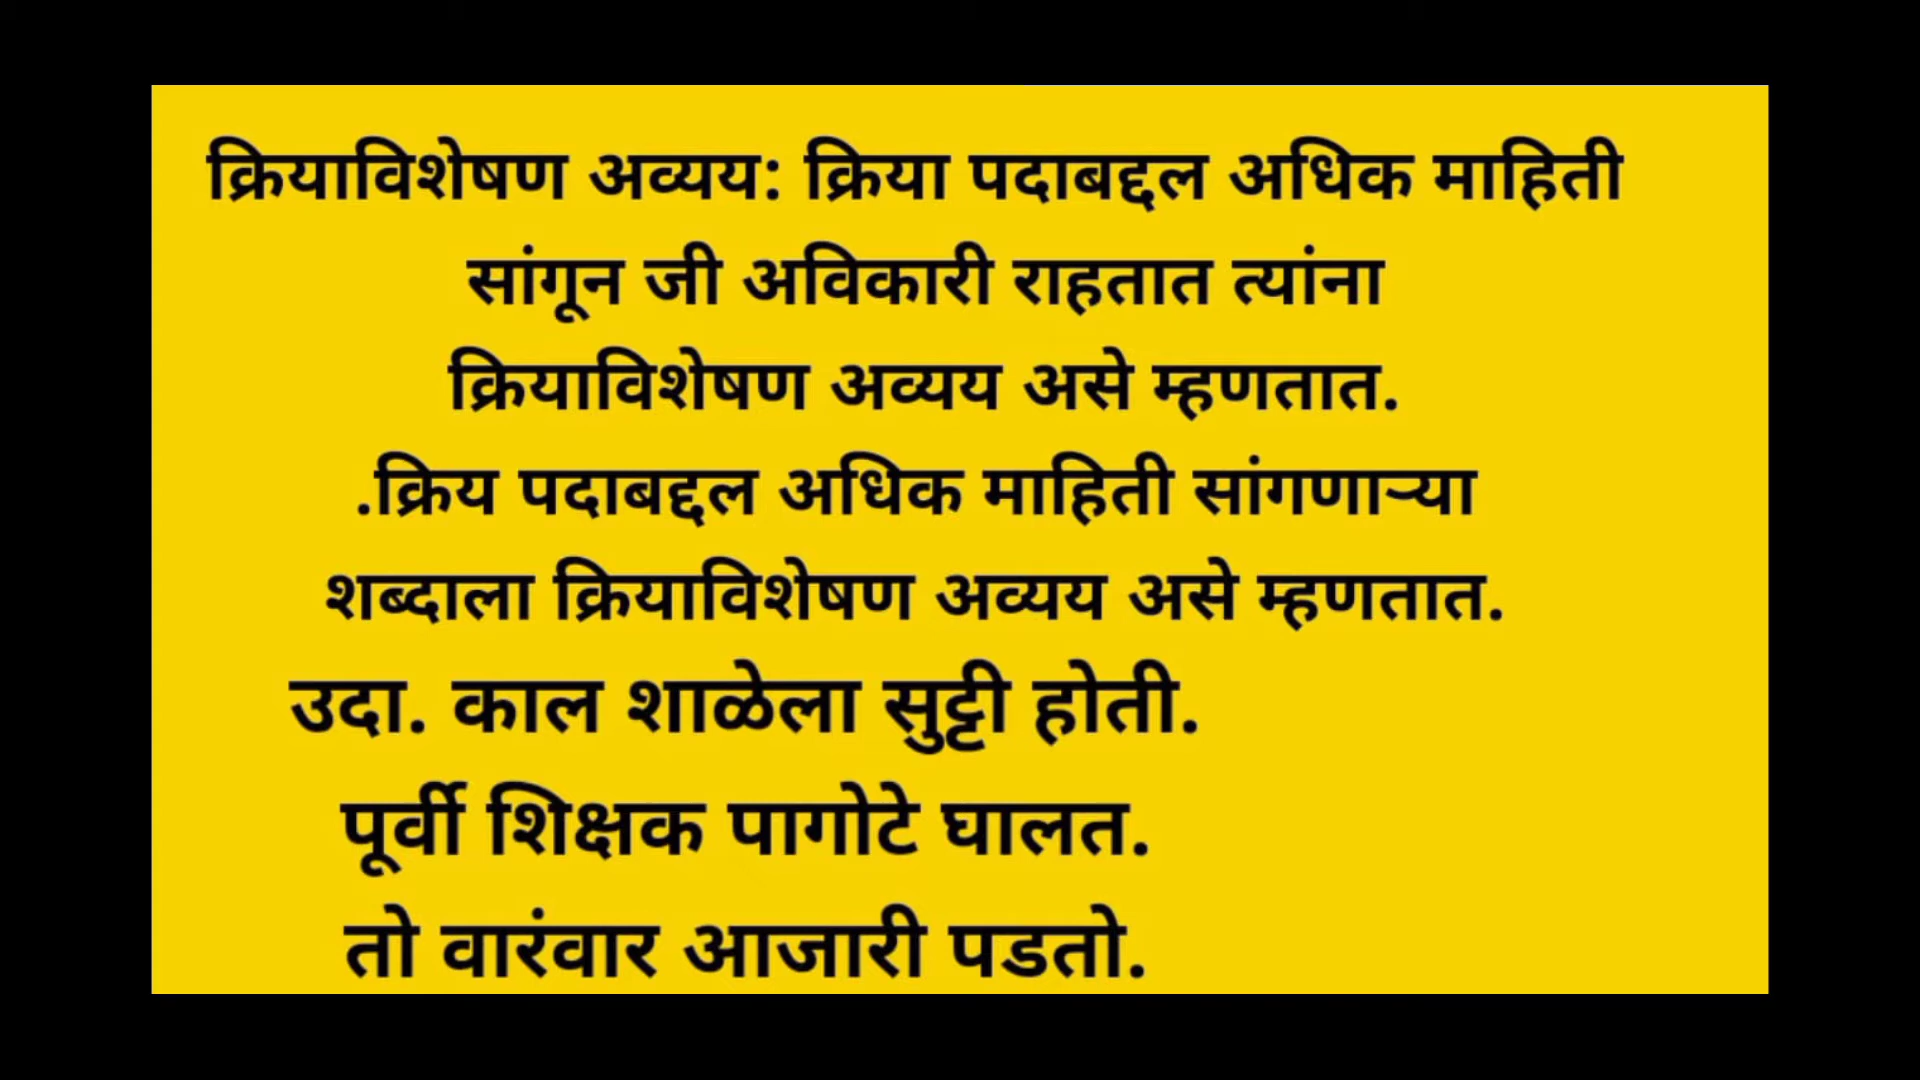 क्रियाविशेषण अव्यय: क्रिया पदाबद्दल अधिक माहिती
सांगून जी अविकारी राहतात त्यांना
क्रियाविशेषण अव्यय असे म्हणतात.
.क्रिय पदाबद्दल अधिक माहिती सांगणाऱ्या
शब्दाला क्रियाविशेषण अव्यय असे म्हणतात.
उदा. काल शाळेला सुट्टी होती.
पूर्वी शिक्षक पागोटे घालत.
तो वारंवार आजारी पडतो.